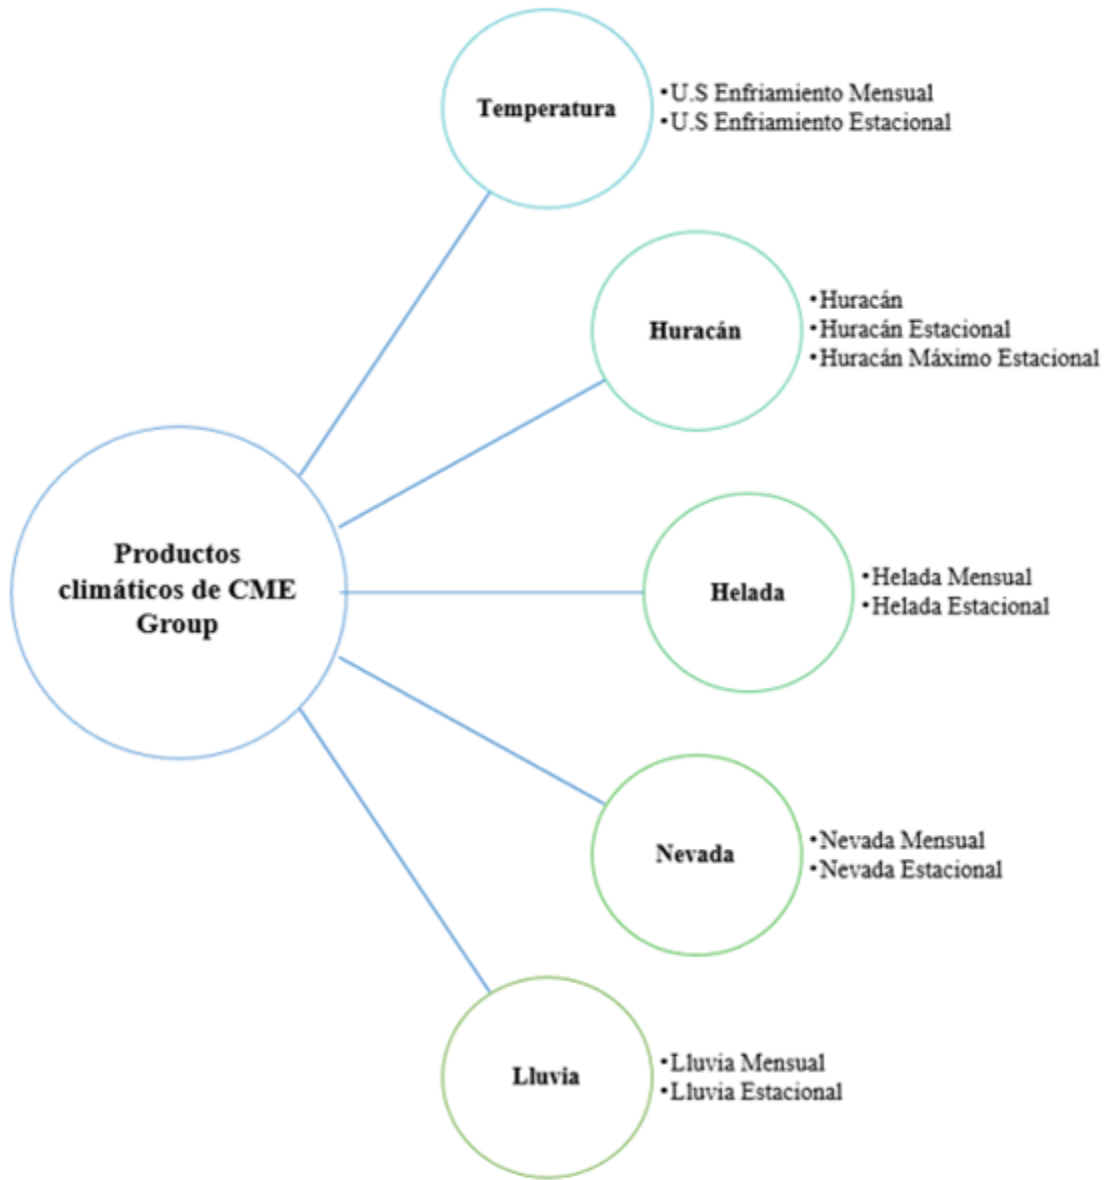 Temperatura
•U.S Enfriamiento Mensual
•U.S Enfriamiento Estacional
Huracán
•Huracán
•Huracán Estacional
•Huracán Máximo Estacional
Productos
climáticos de CME
Group
Helada
•Helada Mensual
•Helada Estacional
Nevada
•Nevada Mensual
•Nevada Estacional
Lluvia
•Lluvia Mensual
•Lluvia Estacional